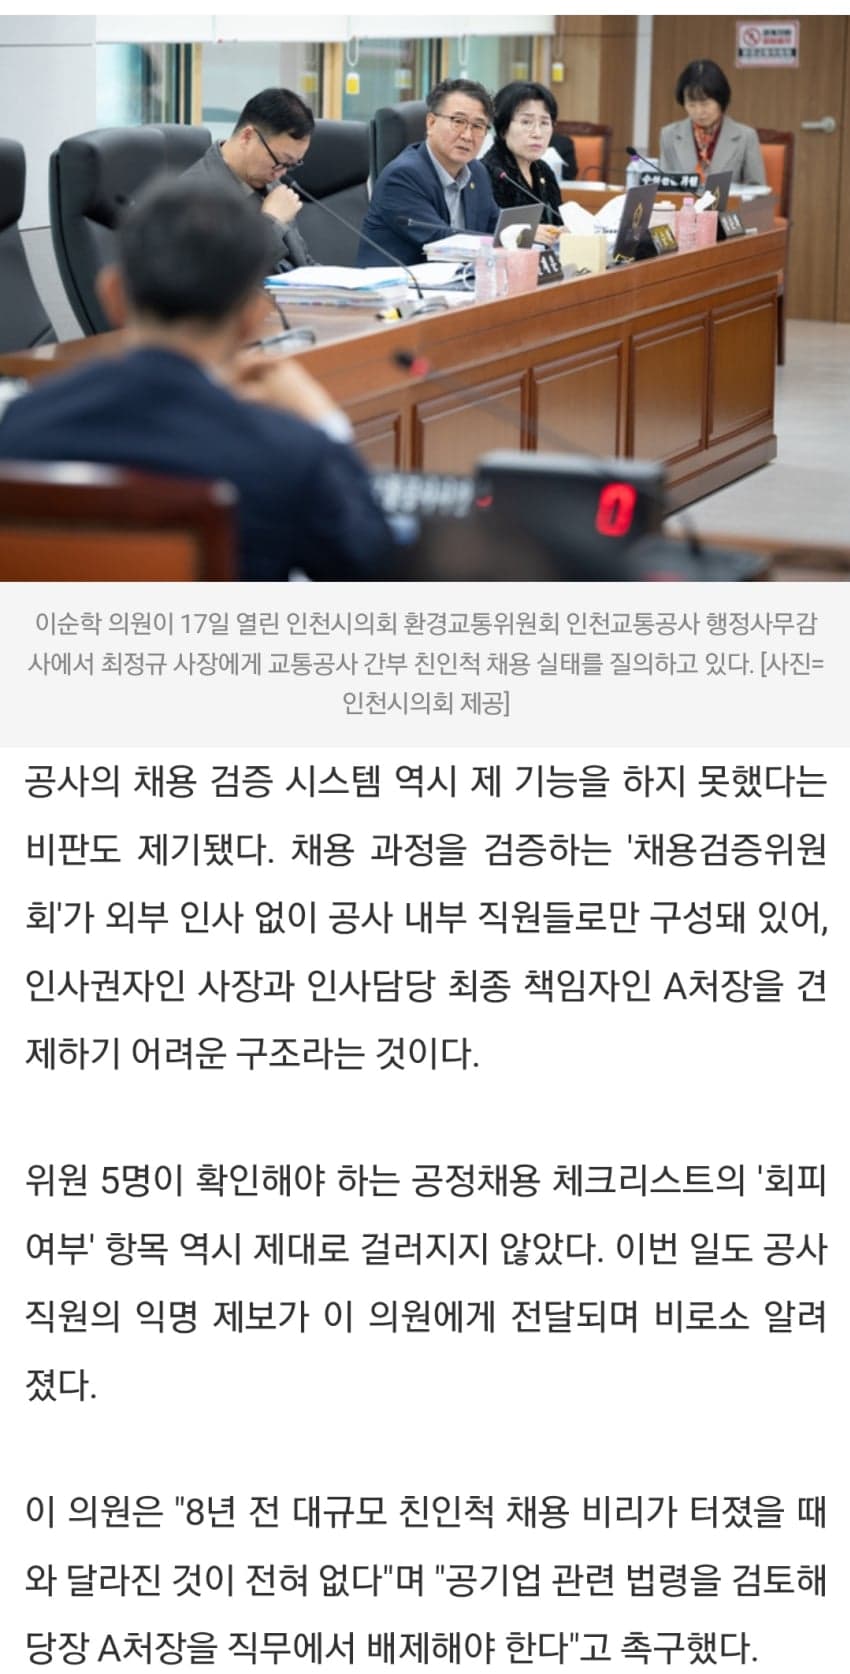 0
이순학 의원이 17일 열린 인천시의회 환경교통위원회 인천교통공사 행정사무감
사에서 최정규 사장에게 교통공사 간부 친인척 채용 실태를 질의하고 있다. [사진=
인천시의회 제공]
공사의 채용 검증 시스템 역시 제 기능을 하지 못했다는
비판도 제기됐다. 채용 과정을 검증하는 '채용검증위원
회'가 외부 인사 없이 공사 내부 직원들로만 구성돼 있어,
인사권자인 사장과 인사담당 최종 책임자인 A처장을 견
제하기 어려운 구조라는 것이다.
위원 5명이 확인해야 하는 공정채용 체크리스트의 '회피
여부' 항목 역시 제대로 걸러지지 않았다. 이번 일도 공사
직원의 익명 제보가 이 의원에게 전달되며 비로소 알려
졌다.
이 의원은 "8년 전 대규모 친인척 채용 비리가 터졌을 때
와 달라진 것이 전혀 없다"며 "공기업 관련 법령을 검토해
당장 A처장을 직무에서 배제해야 한다"고 촉구했다.